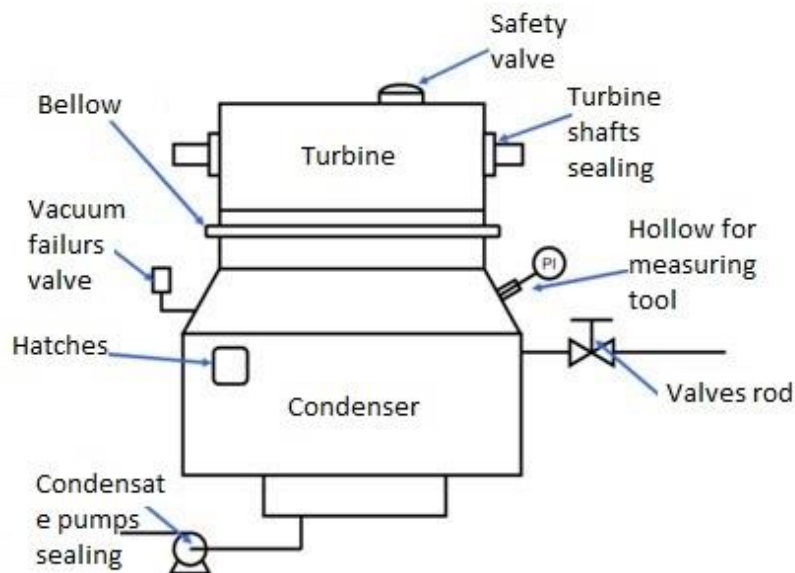 Safety
valve
Bellow
Turbine
shafts
sealing
Turbine
Vacuum
failurs
valve
Hollow for
measuring
tool
PI
Hatches
Valves rod
Condenser
Condensat
e pumps
sealing